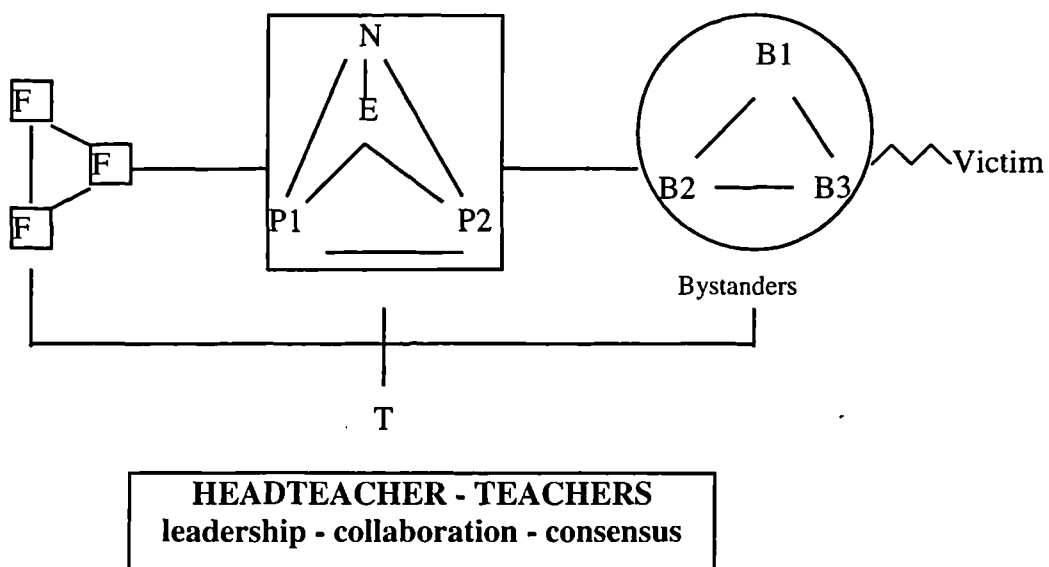 N
B1
F
E
F
Victim
B2
B3
F
P1
P2
Bystanders
T
HEADTEACHER - TEACHERS
leadership - collaboration - consensus